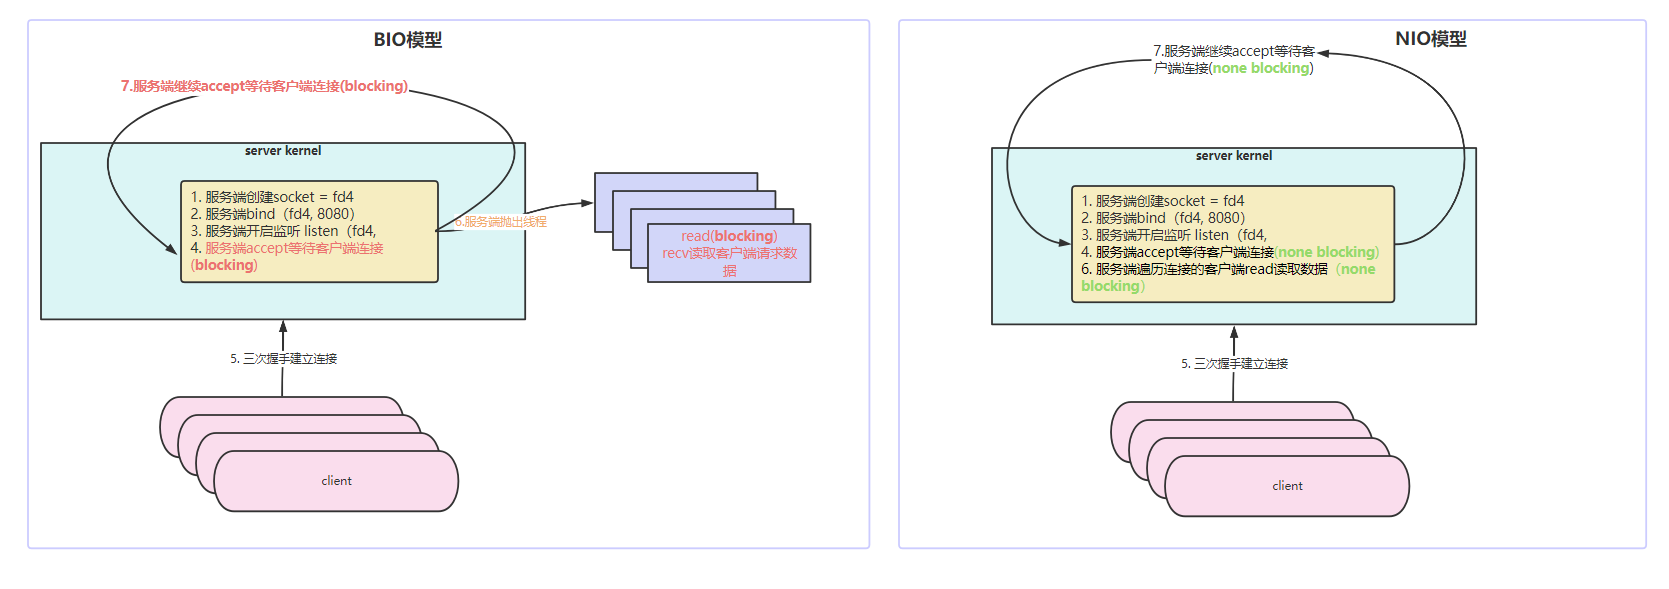 BIO模型
7.服务端继续accept等待客户端连接(blocking)
server kernel
1. 服务端创建socket = fd4
2. 服务端bind（fd4, 8080）
3. 服务端开启监听 listen（fd4,
4. 服务端accept等待客户端连接
(blocking)
6.服务端抛出线程
read(blocking)
recv读取客户端请求数
据
5. 三次握手建立连接
client
NIO模型
7.服务端继续accept等待客
户端连接(none blocking)
server kernel
1. 服务端创建socket = fd4
2. 服务端bind（fd4, 8080）
3. 服务端开启监听 listen（fd4,
4. 服务端accept等待客户端连接(none blocking)
6. 服务端遍历连接的客户端read读取数据（none
blocking）
5. 三次握手建立连接
client